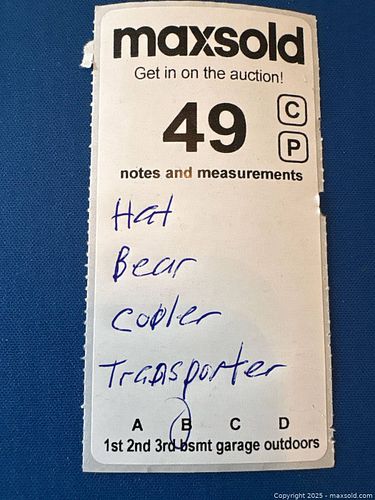 maxsold
Get in on the auction!
49
C
P
notes and measurements
Hat
Bear
Cooler
Transporter
A B C D
1st 2nd 3rd bsmt garage outdoors
Copyright 2025 - maxsold.com